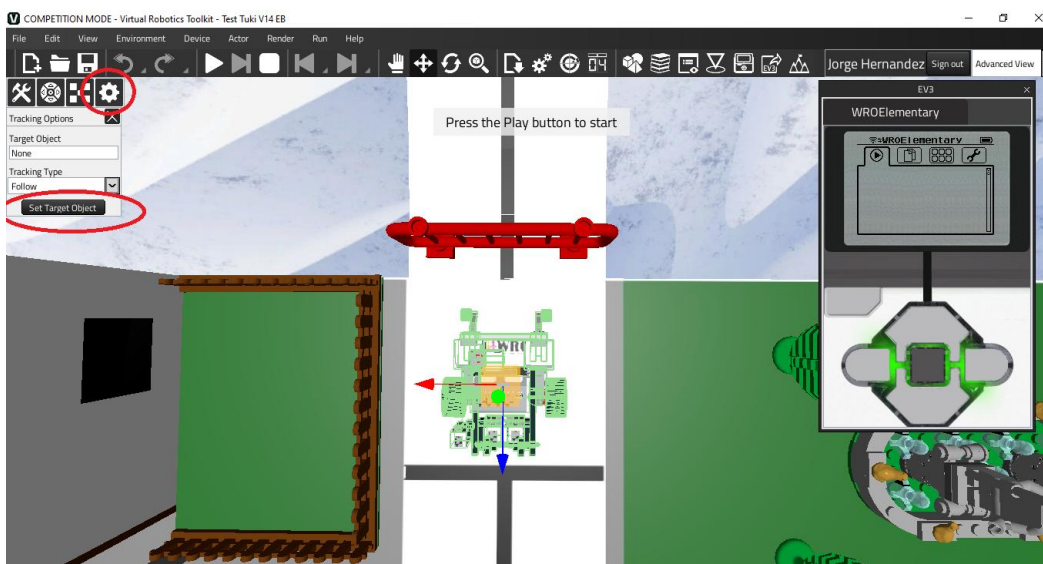 COMPETITION MODE - Virtual Robotics Toolkit - Test Tuki V14 EB
File Edit View Environment Device Actor Render Run Help
EV3
Jorge Hernandez Sign out Advanced View
Tracking Options
Target Object
None
Tracking Type
Follow
Set Target Object
Press the Play button to start
EV3
WROElementary
WROElementary
WRO